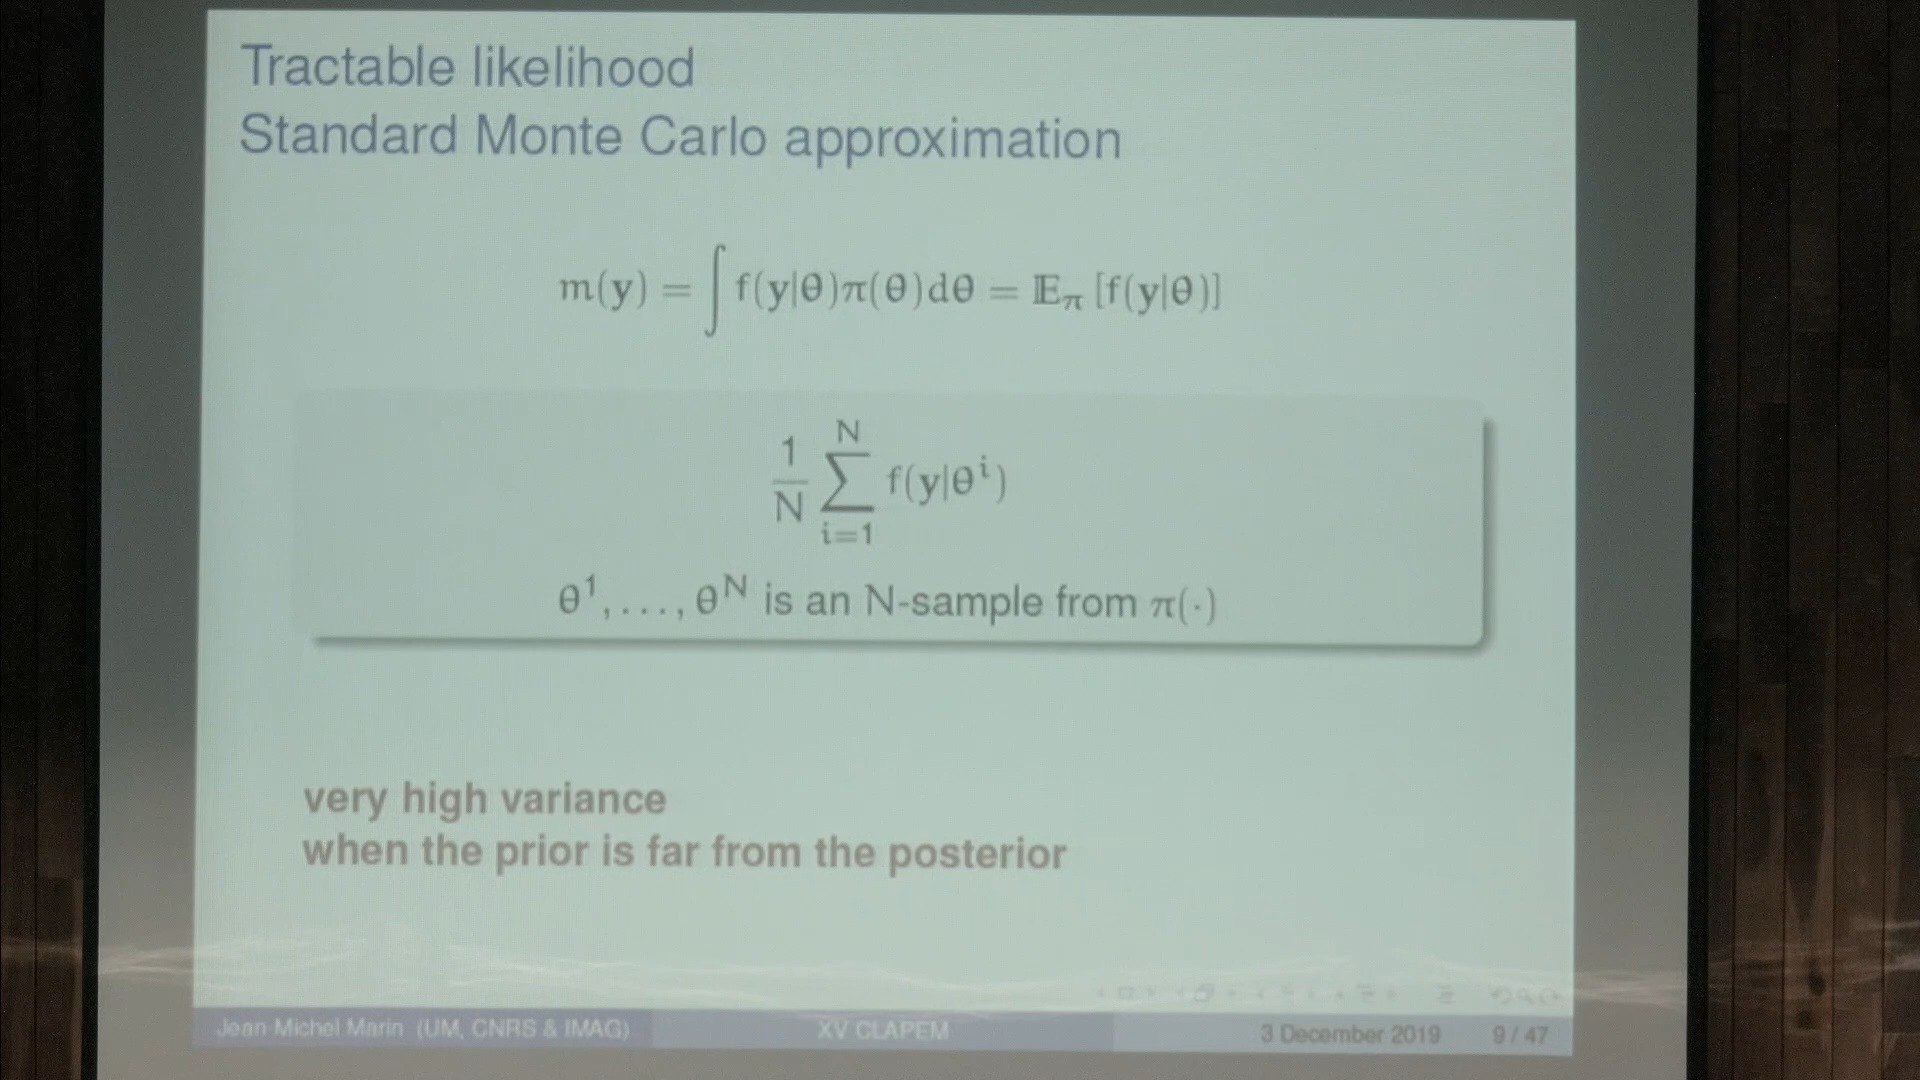 Tractable likelihood
Standard Monte Carlo approximation
m(y) = ∫ f(y|θ)π(θ)dθ = 𝔼π [f(y|θ)]
1/N ∑_{i=1}^{N} f(y|θ^i)
θ^1, . . . , θ^N is an N-sample from π(·)
very high variance
when the prior is far from the posterior
Jean-Michel Marin (UM, CNRS & IMAG) XV CLAPEM 3 December 2019 9 / 47